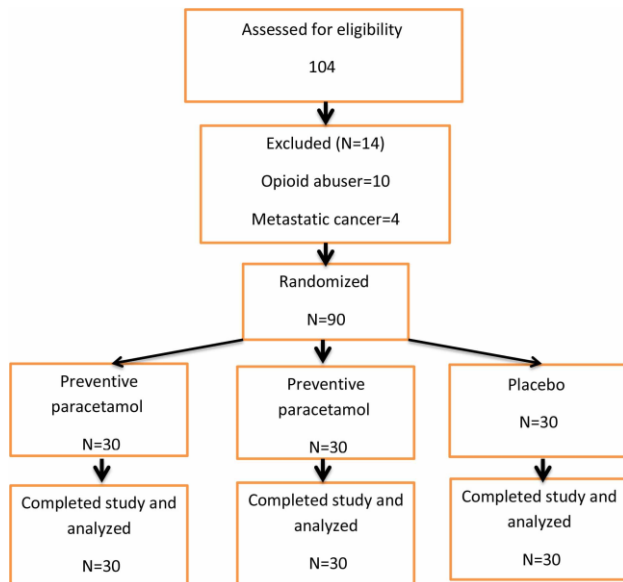 Assessed for eligibility
104
Excluded (N=14)
Opioid abuser=10
Metastatic cancer=4
Randomized
N=90
Preventive
paracetamol
N=30
Preventive
paracetamol
N=30
Placebo
N=30
Completed study and
analyzed
N=30
Completed study and
analyzed
N=30
Completed study and
analyzed
N=30